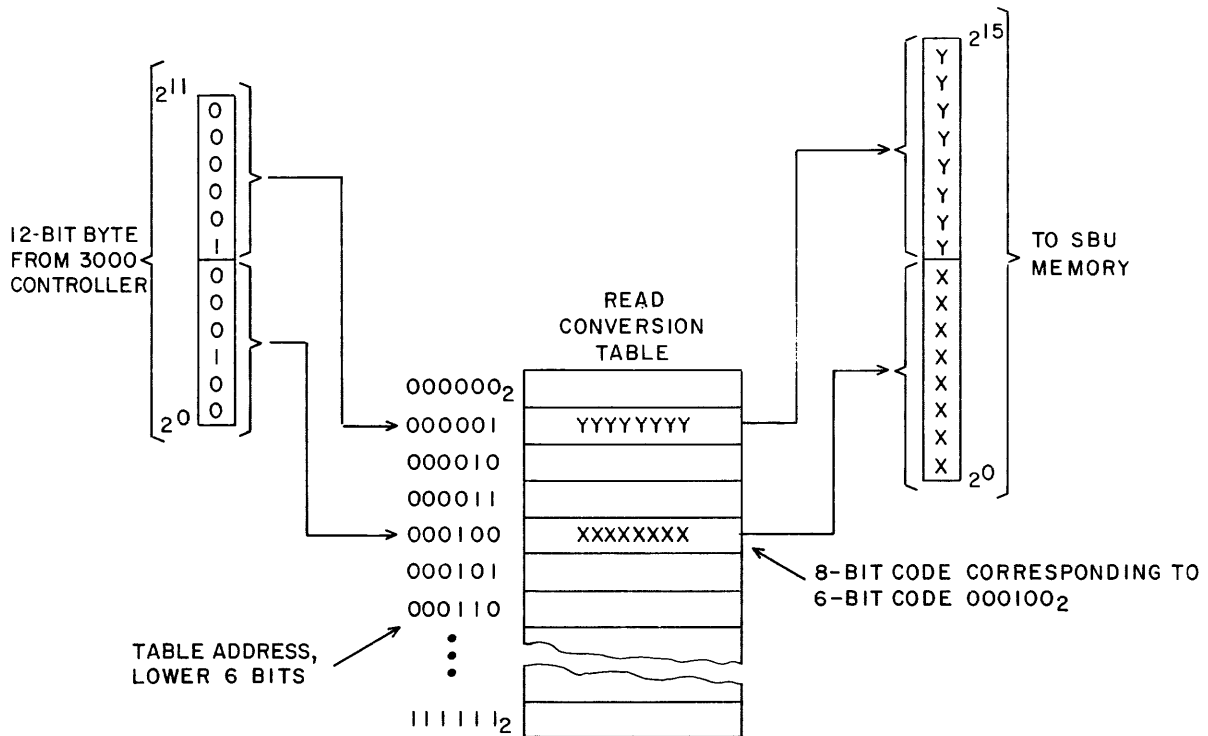 2^11
0
0
0
0
0
1
0
0
0
1
0
0
2^0
12-BIT BYTE
FROM 3000
CONTROLLER
READ
CONVERSION
TABLE
000000₂
000001
YYYYYYYY
000010
000011
000100
XXXXXXXX
000101
000110
111111₂
TABLE ADDRESS,
LOWER 6 BITS
8-BIT CODE CORRESPONDING TO
6-BIT CODE 000100₂
2^15
Y
Y
Y
Y
Y
Y
Y
Y
X
X
X
X
X
X
X
X
2^0
TO SBU
MEMORY